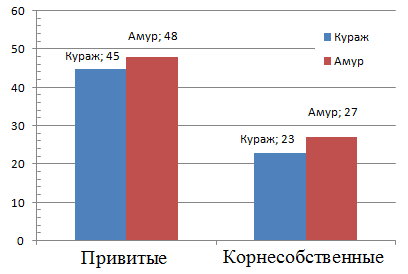 60
50
40
30
20
10
0
Кураж; 45
Амур; 48
Кураж; 23
Амур; 27
Кураж
Амур
Привитые
Корнесобственные